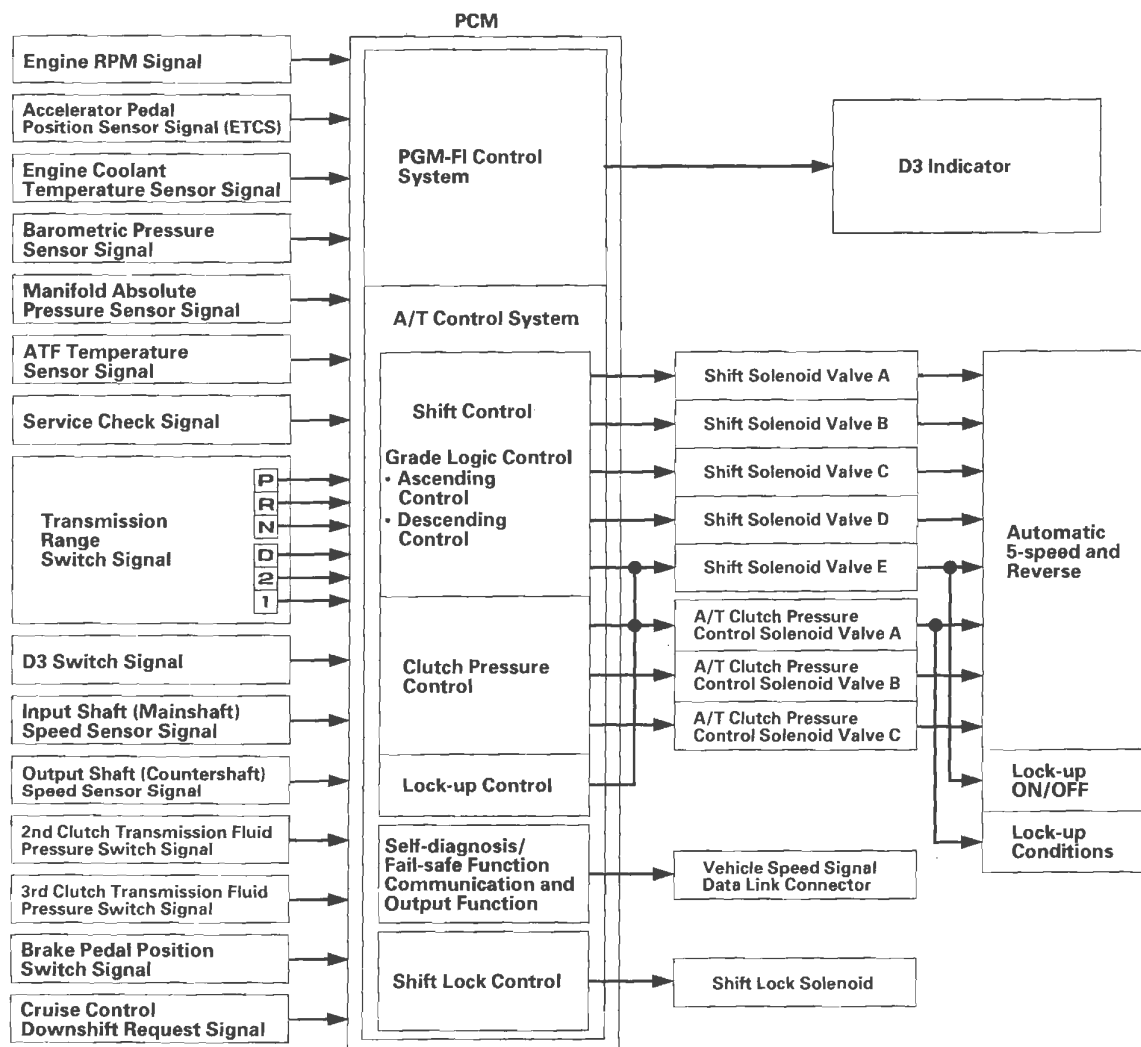 PCM
Engine RPM Signal
Accelerator Pedal
Position Sensor Signal (ETCS)
Engine Coolant
Temperature Sensor Signal
Barometric Pressure
Sensor Signal
Manifold Absolute
Pressure Sensor Signal
ATF Temperature
Sensor Signal
Service Check Signal
Transmission
Range
Switch Signal
P
R
N
D
2
1
D3 Switch Signal
Input Shaft (Mainshaft)
Speed Sensor Signal
Output Shaft (Countershaft)
Speed Sensor Signal
2nd Clutch Transmission Fluid
Pressure Switch Signal
3rd Clutch Transmission Fluid
Pressure Switch Signal
Brake Pedal Position
Switch Signal
Cruise Control
Downshift Request Signal
PGM-FI Control
System
A/T Control System
Shift Control
Grade Logic Control
• Ascending
Control
• Descending
Control
Clutch Pressure
Control
Lock-up Control
Self-diagnosis/
Fail-safe Function
Communication and
Output Function
Shift Lock Control
D3 Indicator
Shift Solenoid Valve A
Shift Solenoid Valve B
Shift Solenoid Valve C
Shift Solenoid Valve D
Shift Solenoid Valve E
A/T Clutch Pressure
Control Solenoid Valve A
A/T Clutch Pressure
Control Solenoid Valve B
A/T Clutch Pressure
Control Solenoid Valve C
Vehicle Speed Signal
Data Link Connector
Shift Lock Solenoid
Automatic
5-speed and
Reverse
Lock-up
ON/OFF
Lock-up
Conditions